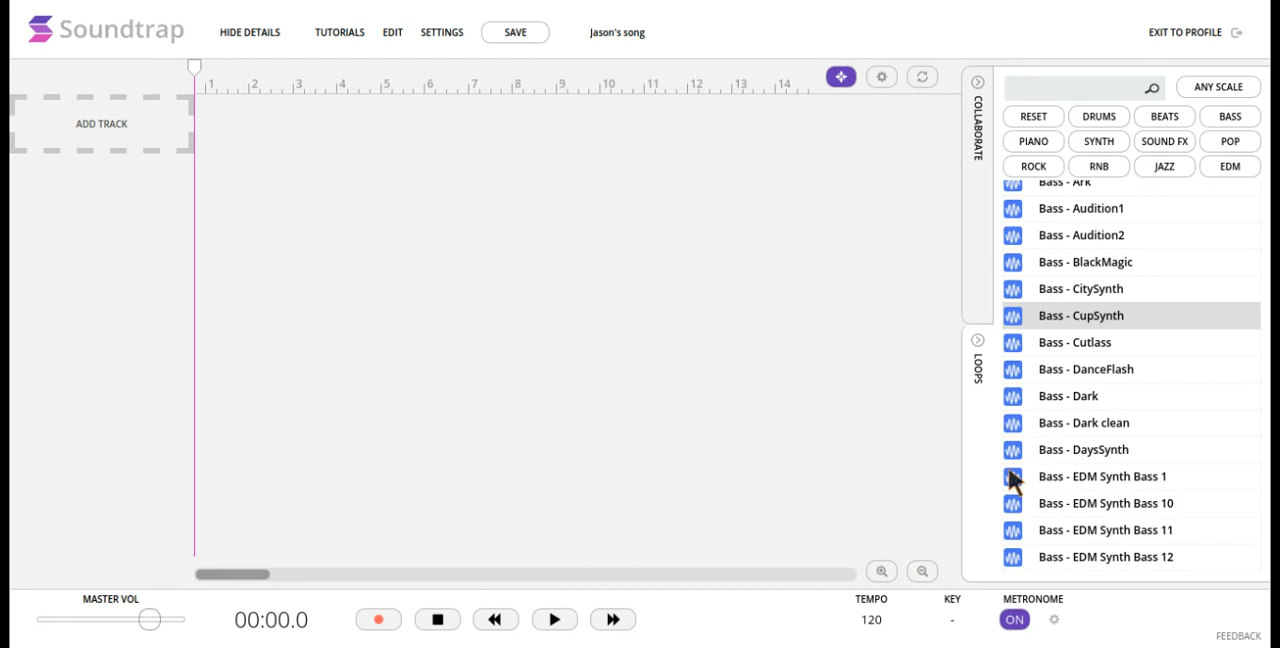 Soundtrap
HIDE DETAILS TUTORIALS EDIT SETTINGS SAVE Jason's song EXIT TO PROFILE
1 2 3 4 5 6 7 8 9 10 11 12 13 14
ADD TRACK
COLLABORATE
LOOPS
ANY SCALE
RESET DRUMS BEATS BASS
PIANO SYNTH SOUND FX POP
ROCK RNB JAZZ EDM
Bass - Ark
Bass - Audition1
Bass - Audition2
Bass - BlackMagic
Bass - CitySynth
Bass - CupSynth
Bass - Cutlass
Bass - DanceFlash
Bass - Dark
Bass - Dark clean
Bass - DaysSynth
Bass - EDM Synth Bass 1
Bass - EDM Synth Bass 10
Bass - EDM Synth Bass 11
Bass - EDM Synth Bass 12
MASTER VOL TEMPO KEY METRONOME
00:00.0 120 - ON
FEEDBACK